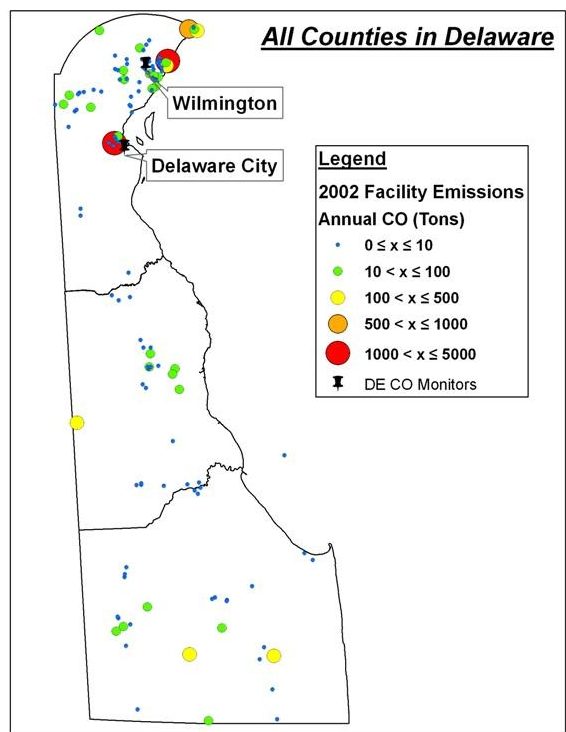 All Counties in Delaware
Wilmington
Delaware City
Legend
2002 Facility Emissions
Annual CO (Tons)
0 ≤ x ≤ 10
10 < x ≤ 100
100 < x ≤ 500
500 < x ≤ 1000
1000 < x ≤ 5000
DE CO Monitors